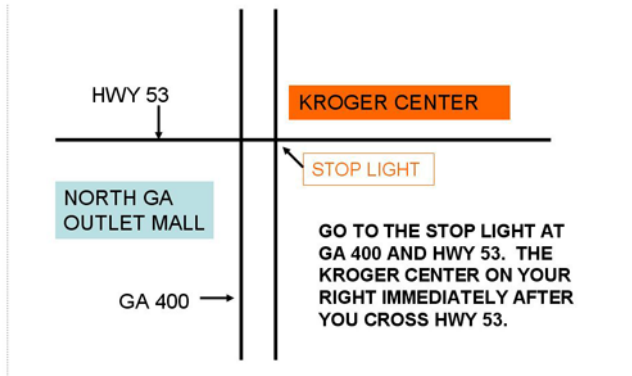 HWY 53
KROGER CENTER
STOP LIGHT
NORTH GA
OUTLET MALL
GO TO THE STOP LIGHT AT
GA 400 AND HWY 53.  THE
KROGER CENTER ON YOUR
RIGHT IMMEDIATELY AFTER
YOU CROSS HWY 53.
GA 400